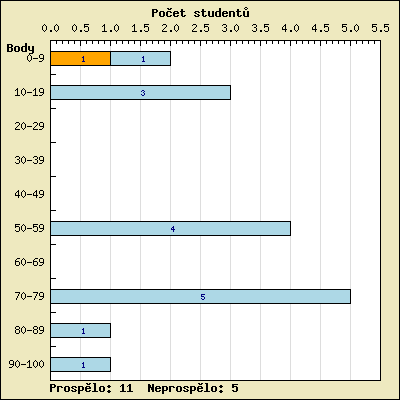 Počet studentů
0.0 0.5 1.0 1.5 2.0 2.5 3.0 3.5 4.0 4.5 5.0 5.5
Body
0-9 1 1
10-19 3
20-29
30-39
40-49
50-59 4
60-69
70-79 5
80-89 1
90-100 1
Prospělo: 11 Neprospělo: 5